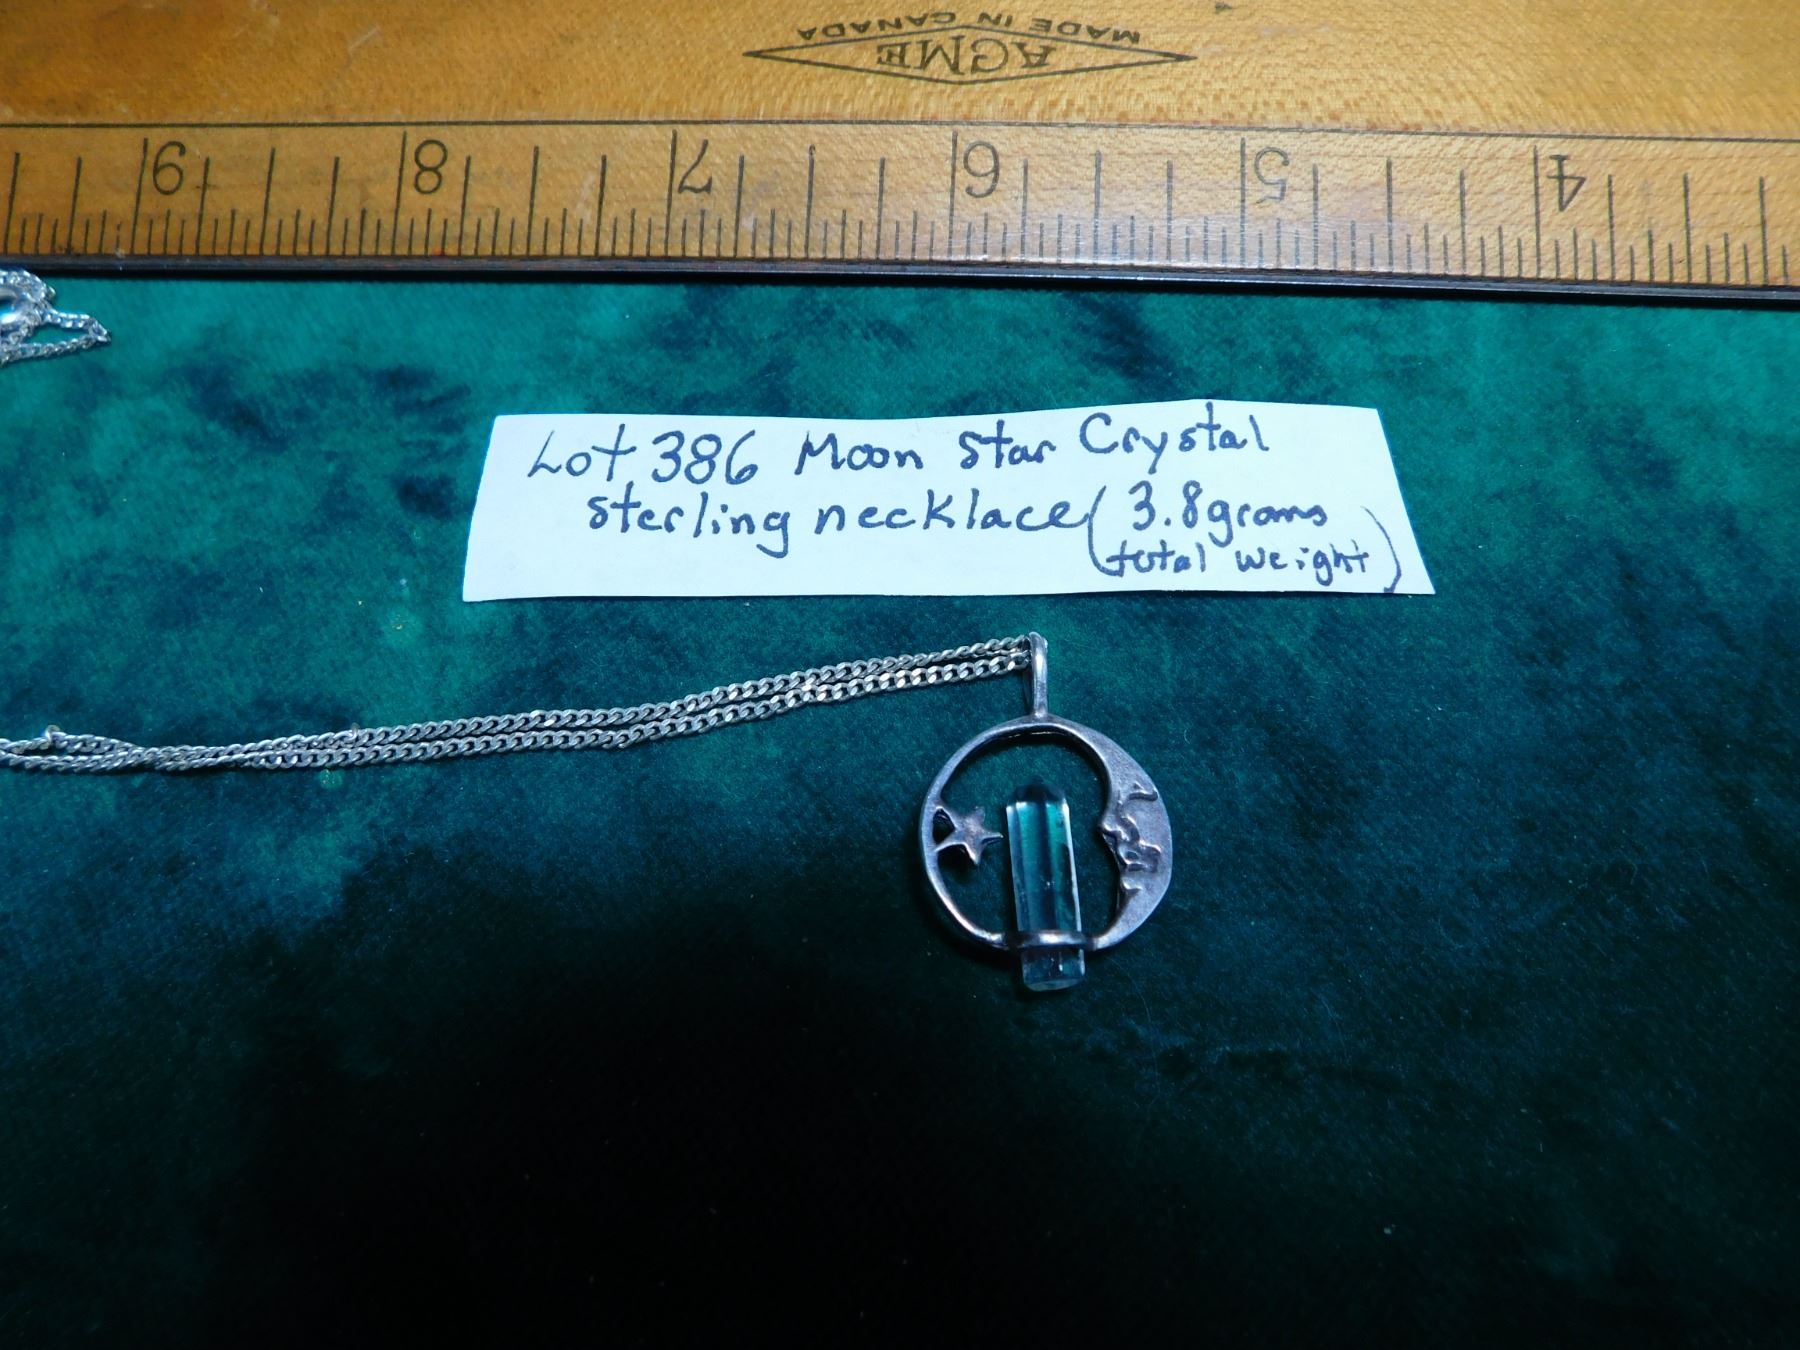 MADE IN CANADA
ACME
9 8 7 6 5 4
Lot 386 Moon Star Crystal
sterling necklace (3.8grams
total weight)